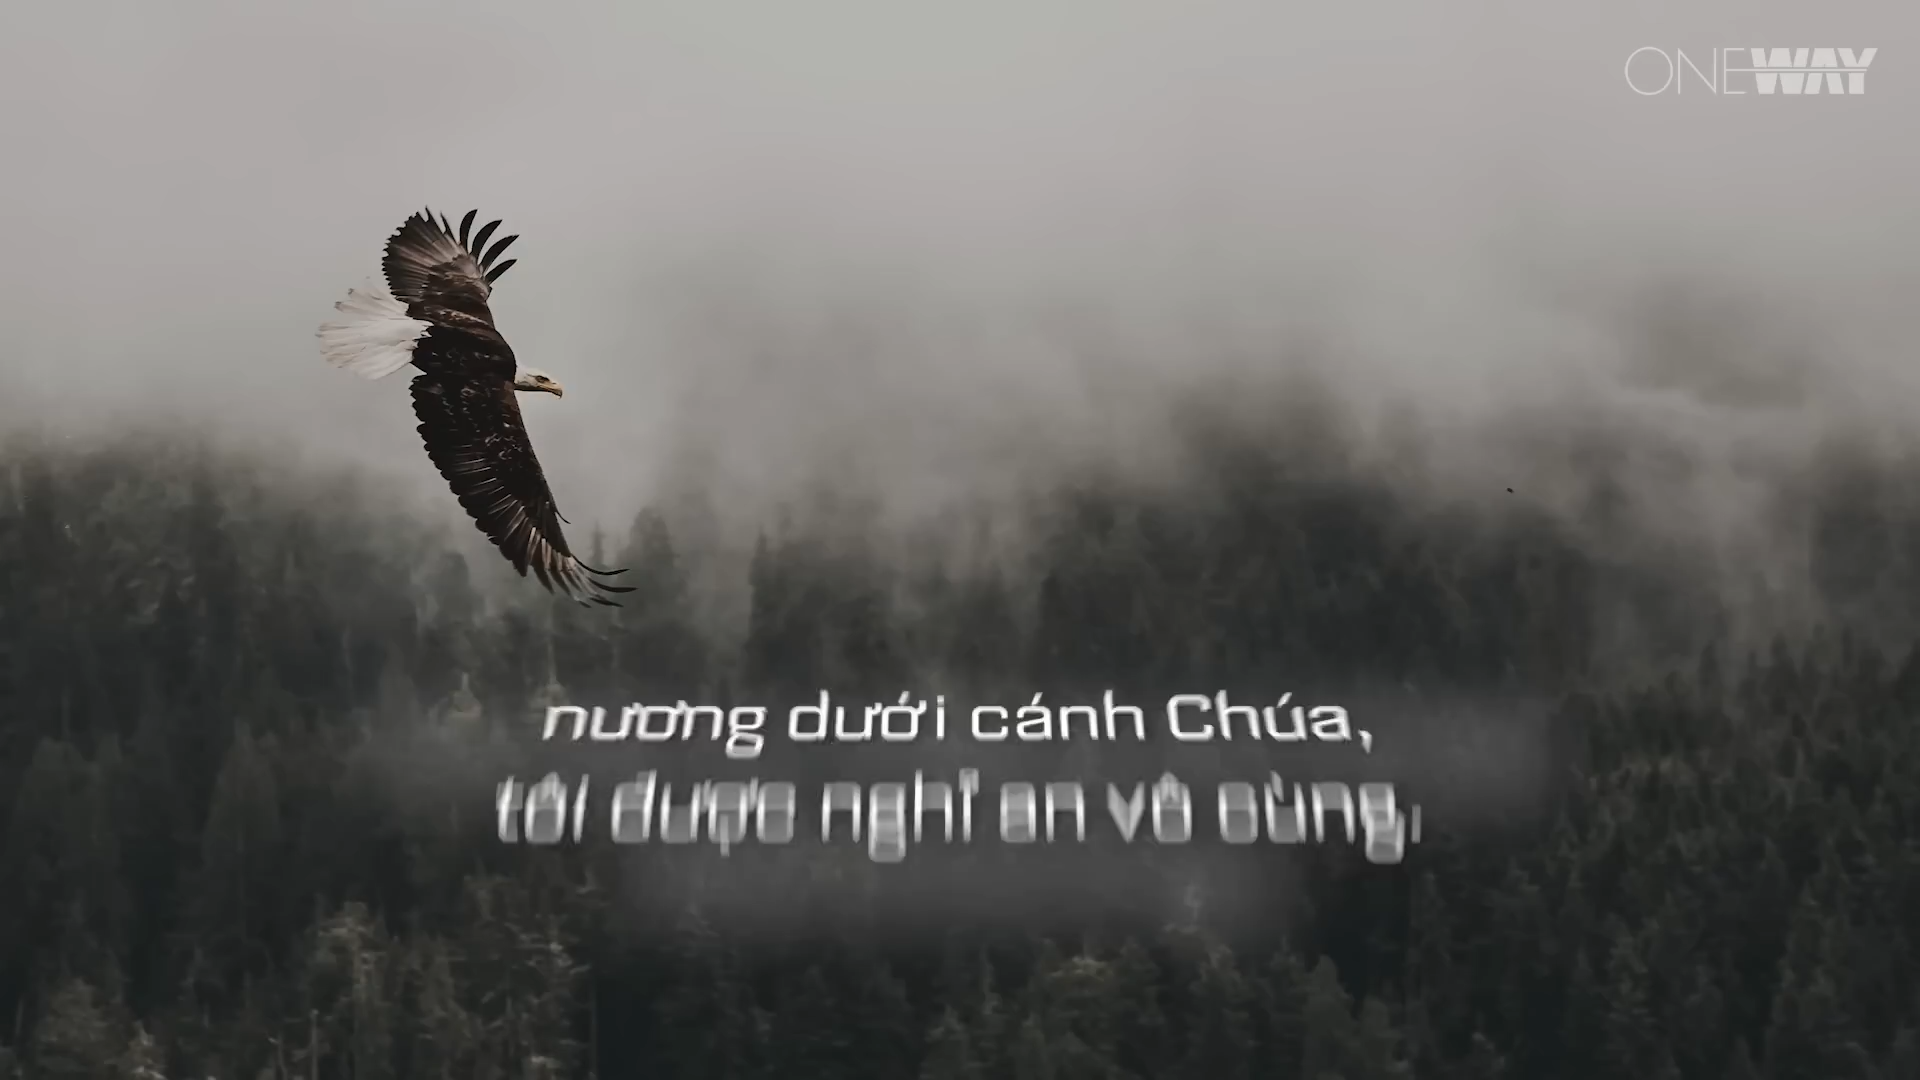 ONEWAY
nương dưới cánh Chúa,
tôi được nghỉ an vô cùng,